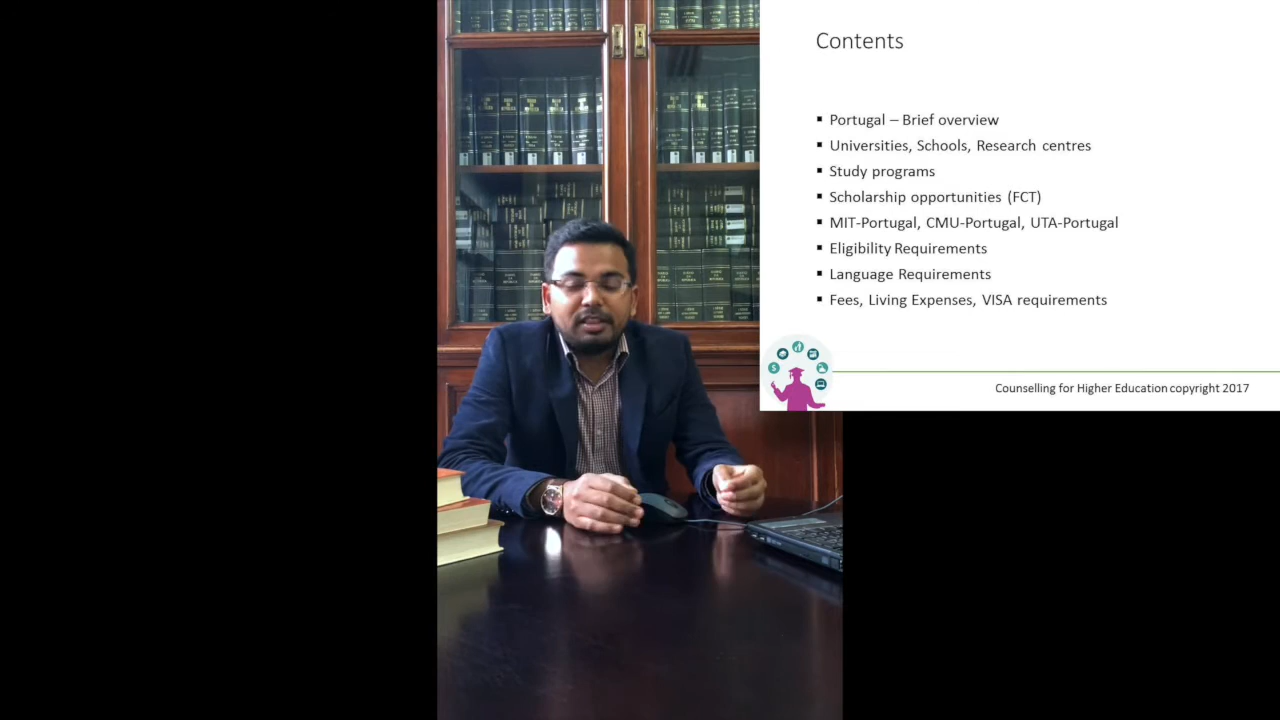 Contents
▪ Portugal – Brief overview
▪ Universities, Schools, Research centres
▪ Study programs
▪ Scholarship opportunities (FCT)
▪ MIT-Portugal, CMU-Portugal, UTA-Portugal
▪ Eligibility Requirements
▪ Language Requirements
▪ Fees, Living Expenses, VISA requirements
Counselling for Higher Education copyright 2017